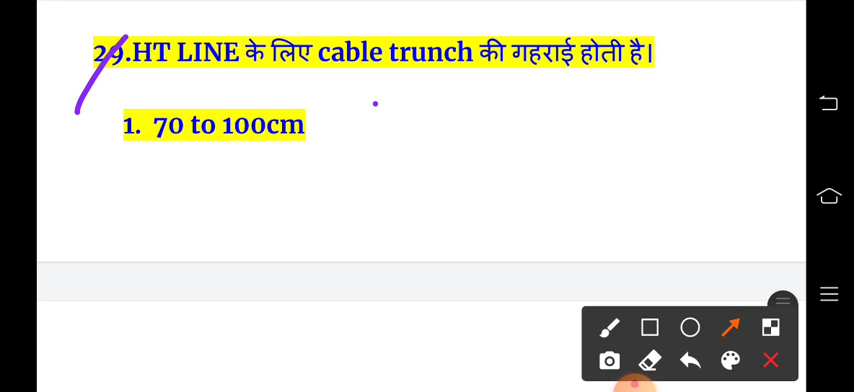 29.HT LINE के लिए cable trunch की गहराई होती है।
1. 70 to 100cm